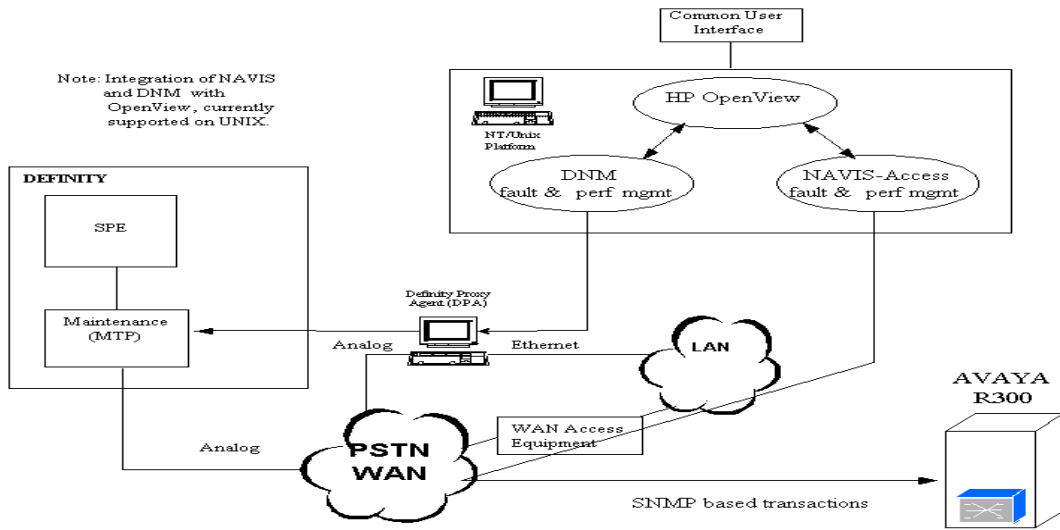 Common User
Interface
Note: Integration of NAVIS
and DNM with
OpenView, currently
supported on UNIX.
HP OpenView
NT/Unix
Platform
DNM
fault & perf mgmt
NAVIS-Access
fault & perf mgmt
DEFINITY
SPE
Definity Proxy
Agent (DPA)
Maintenance
(MTP)
Analog
Ethernet
LAN
AVAYA
R300
WAN Access
Equipment
Analog
PSTN
WAN
SNMP based transactions